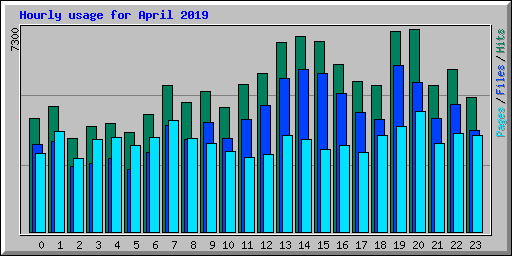 Hourly usage for April 2019
7300
Pages/Files/Hits
0 1 2 3 4 5 6 7 8 9 10 11 12 13 14 15 16 17 18 19 20 21 22 23